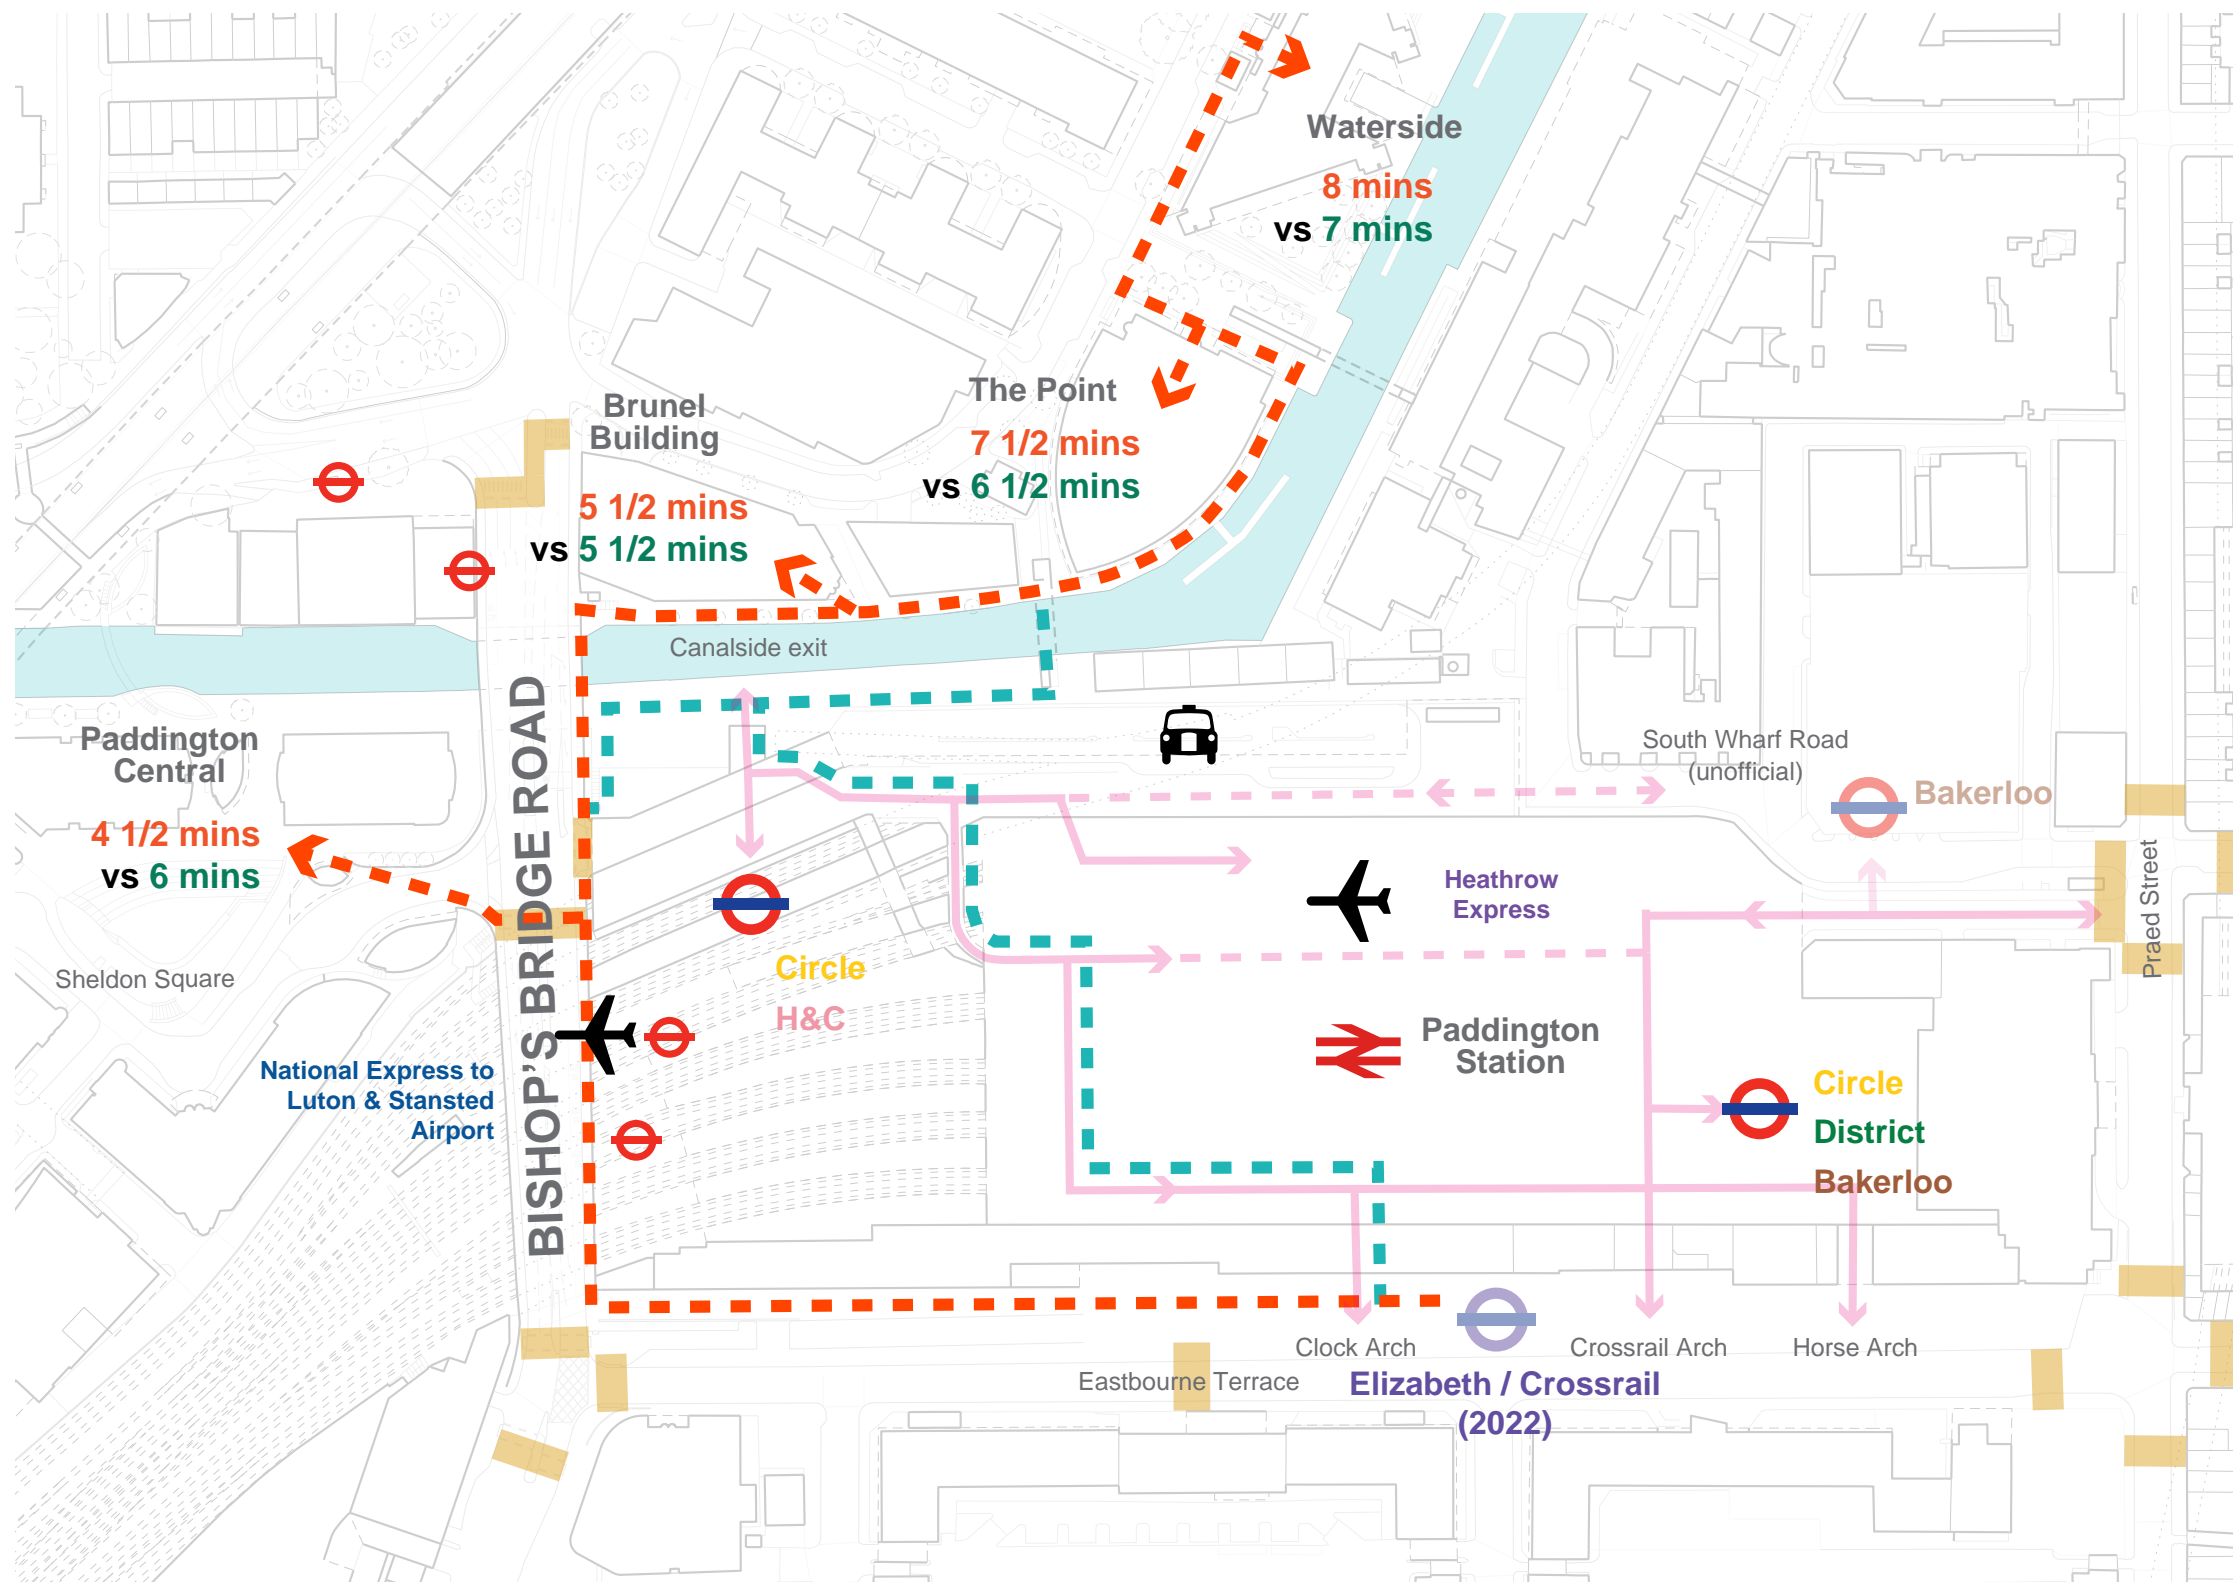 Waterside
8 mins
vs 7 mins
The Point
7 1/2 mins
vs 6 1/2 mins
Brunel
Building
5 1/2 mins
vs 5 1/2 mins
Canalside exit
Paddington
Central
4 1/2 mins
vs 6 mins
BISHOP'S BRIDGE ROAD
South Wharf Road
(unofficial)
Bakerloo
Praed Street
Heathrow
Express
Sheldon Square
Circle
H&C
National Express to
Luton & Stansted
Airport
Paddington
Station
Circle
District
Bakerloo
Clock Arch
Crossrail Arch
Horse Arch
Eastbourne Terrace
Elizabeth / Crossrail
(2022)